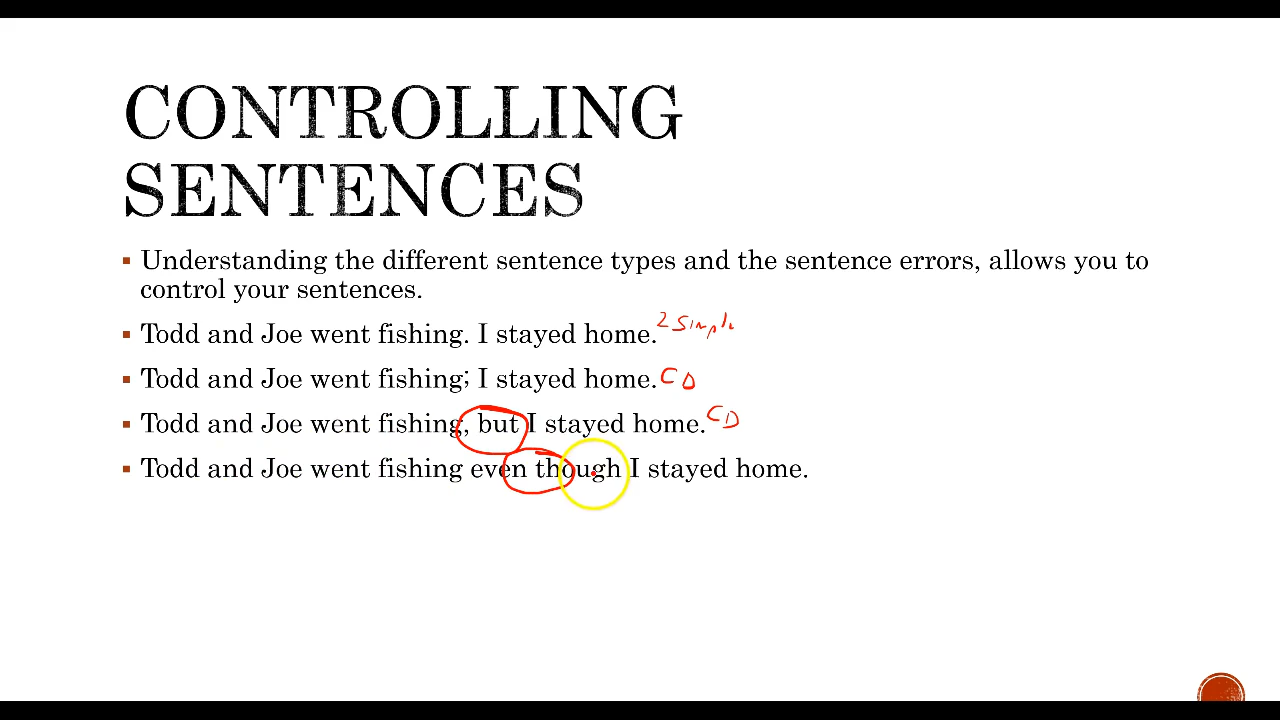 CONTROLLING
SENTENCES
▪ Understanding the different sentence types and the sentence errors, allows you to
control your sentences.
▪ Todd and Joe went fishing. I stayed home. 2 Simple
▪ Todd and Joe went fishing; I stayed home. CD
▪ Todd and Joe went fishing, but I stayed home. CD
▪ Todd and Joe went fishing even though I stayed home.